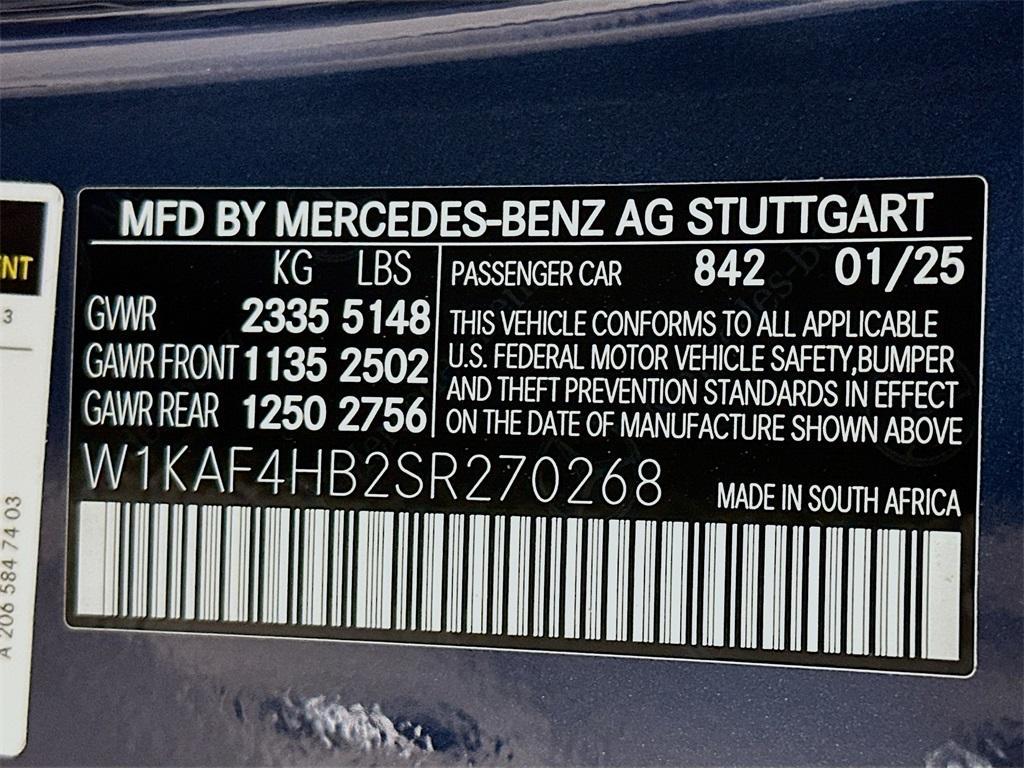 MFD BY MERCEDES-BENZ AG STUTTGART
KG LBS
GVWR 2335 5148
GAWR FRONT 1135 2502
GAWR REAR 1250 2756
PASSENGER CAR 842 01/25
THIS VEHICLE CONFORMS TO ALL APPLICABLE
U.S. FEDERAL MOTOR VEHICLE SAFETY,BUMPER
AND THEFT PREVENTION STANDARDS IN EFFECT
ON THE DATE OF MANUFACTURE SHOWN ABOVE
W1KAF4HB2SR270268
MADE IN SOUTH AFRICA
3
A 206 584 74 03